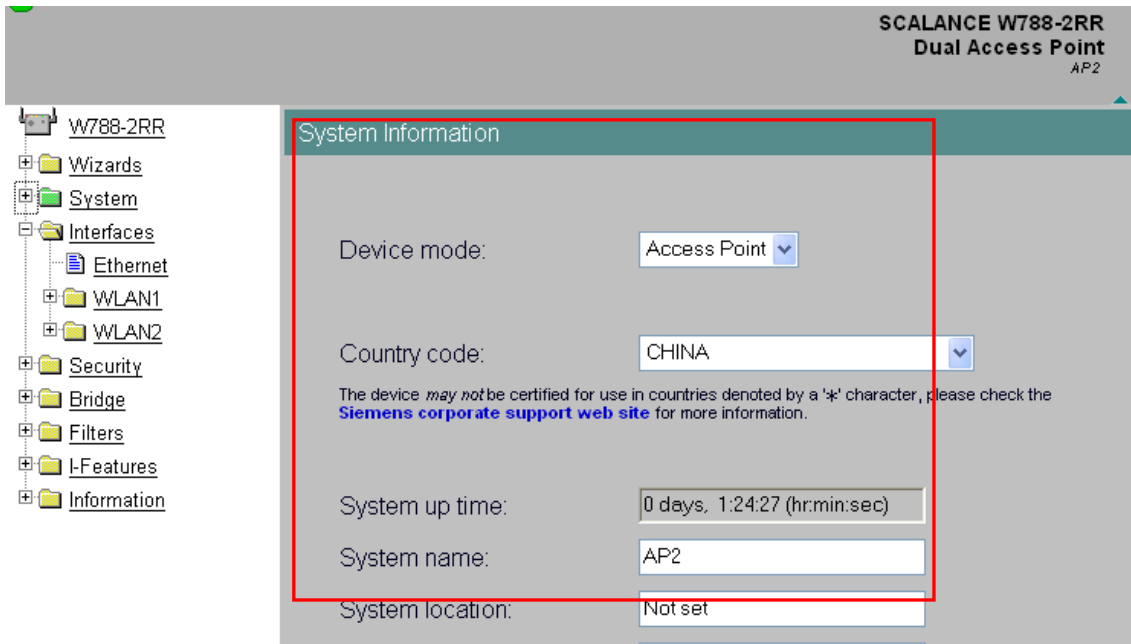 SCALANCE W788-2RR
Dual Access Point
AP2
W788-2RR
Wizards
System
Interfaces
Ethernet
WLAN1
WLAN2
Security
Bridge
Filters
I-Features
Information
System Information
Device mode:
Access Point
Country code:
CHINA
The device may not be certified for use in countries denoted by a '*' character, please check the
Siemens corporate support web site for more information.
System up time:
0 days, 1:24:27 (hr:min:sec)
System name:
AP2
System location:
Not set